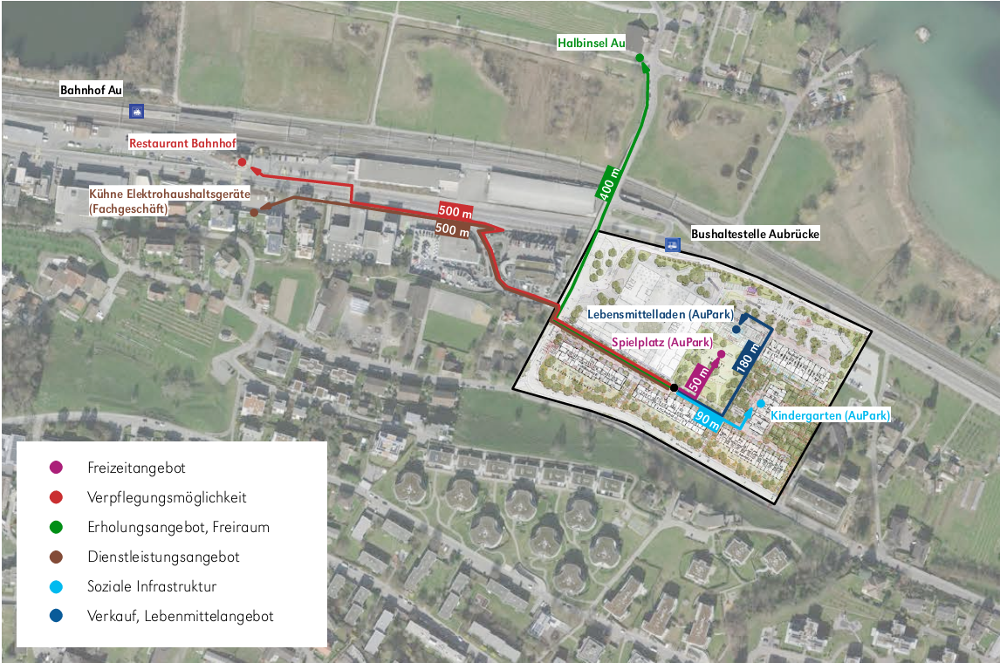 Halbinsel Au
Bahnhof Au
Restaurant Bahnhof
400 m
Kühne Elektrohaushaltsgeräte
(Fachgeschäft)
500 m
500 m
Bushaltestelle Aubrücke
Lebensmittelladen (AuPark)
Spielplatz (AuPark)
180 m
50 m
Kindergarten (AuPark)
90 m
Freizeitangebot
Verpflegungsmöglichkeit
Erholungsangebot, Freiraum
Dienstleistungsangebot
Soziale Infrastruktur
Verkauf, Lebenmittelangebot